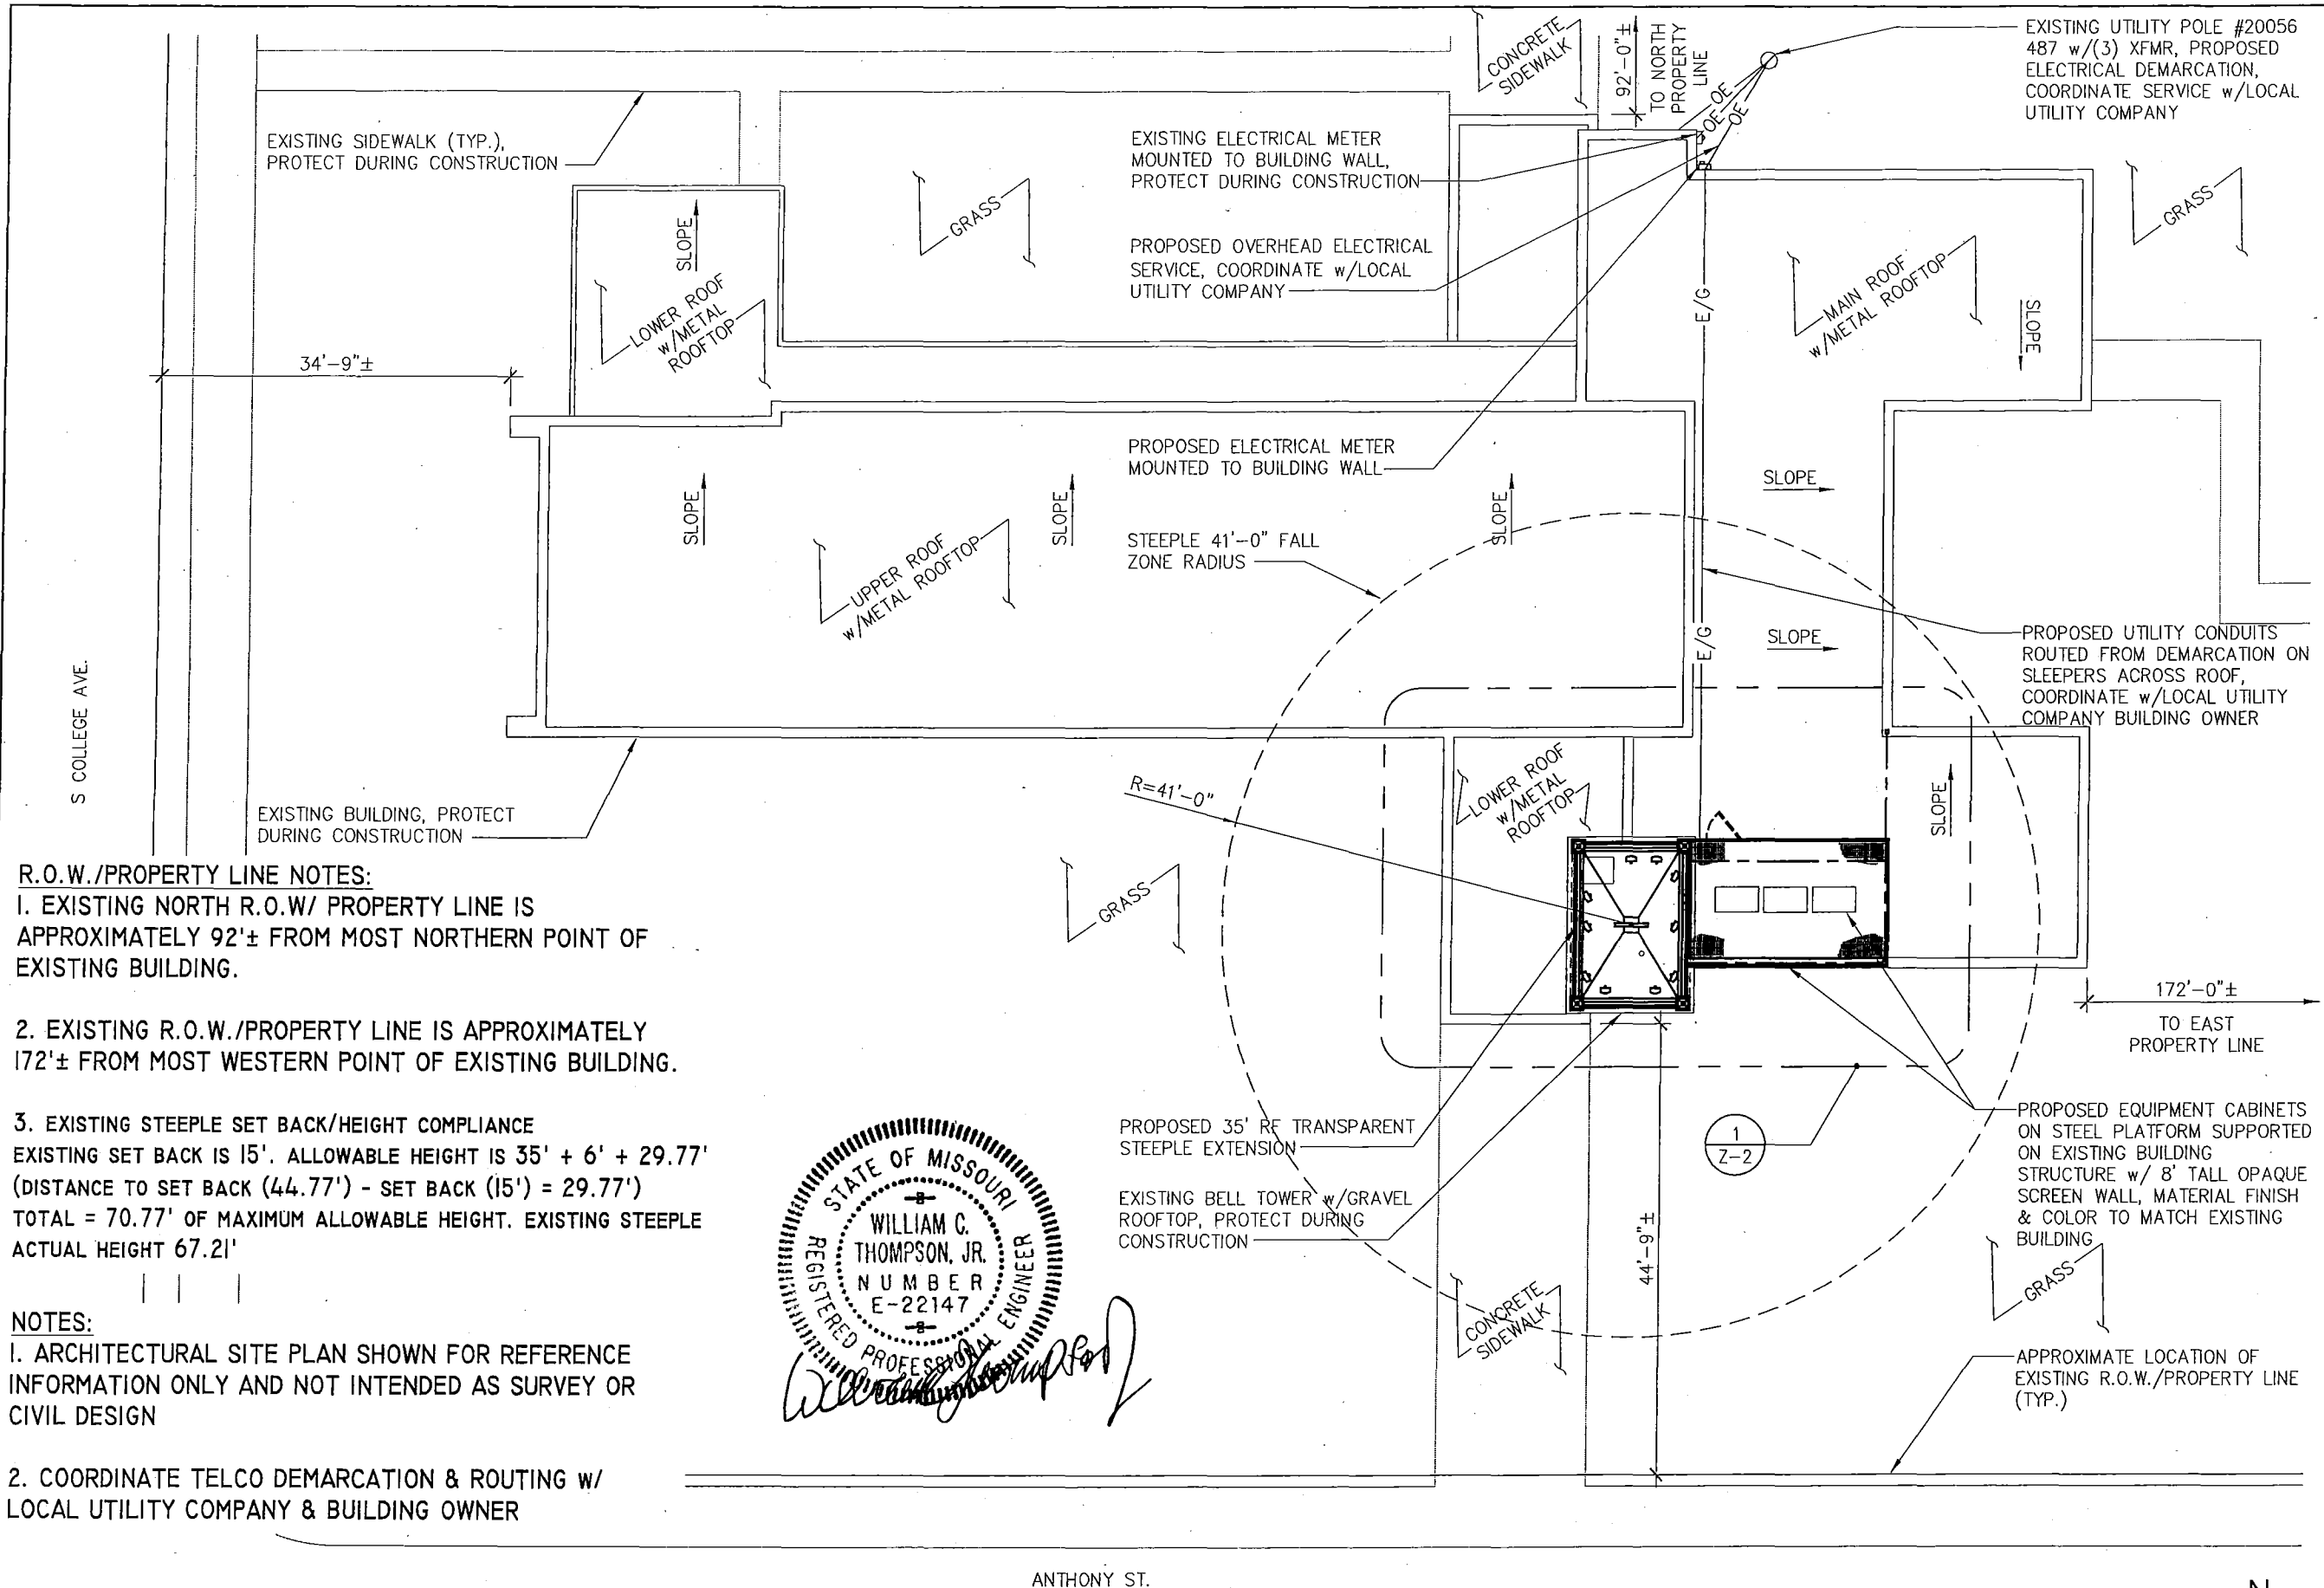 CONCRETE
SIDEWALK
92'-0"±
TO NORTH
PROPERTY
LINE
EXISTING UTILITY POLE #20056
487 w/(3) XFMR, PROPOSED
ELECTRICAL DEMARCATION,
COORDINATE SERVICE w/LOCAL
UTILITY COMPANY
OE
OE
OE
EXISTING SIDEWALK (TYP.),
PROTECT DURING CONSTRUCTION
EXISTING ELECTRICAL METER
MOUNTED TO BUILDING WALL,
PROTECT DURING CONSTRUCTION
GRASS
GRASS
SLOPE
PROPOSED OVERHEAD ELECTRICAL
SERVICE, COORDINATE w/LOCAL
UTILITY COMPANY
LOWER ROOF
w/METAL
ROOFTOP
E/G
MAIN ROOF
w/METAL ROOFTOP
SLOPE
34'-9"±
PROPOSED ELECTRICAL METER
MOUNTED TO BUILDING WALL
SLOPE
SLOPE
SLOPE
SLOPE
STEEPLE 41'-0" FALL
ZONE RADIUS
UPPER ROOF
w/METAL ROOFTOP
E/G
SLOPE
PROPOSED UTILITY CONDUITS
ROUTED FROM DEMARCATION ON
SLEEPERS ACROSS ROOF,
COORDINATE w/LOCAL UTILITY
COMPANY BUILDING OWNER
S COLLEGE AVE.
EXISTING BUILDING, PROTECT
DURING CONSTRUCTION
R=41'-0"
LOWER ROOF
w/METAL
ROOFTOP
SLOPE
GRASS
R.O.W./PROPERTY LINE NOTES:
1. EXISTING NORTH R.O.W/ PROPERTY LINE IS
APPROXIMATELY 92'± FROM MOST NORTHERN POINT OF
EXISTING BUILDING.
2. EXISTING R.O.W./PROPERTY LINE IS APPROXIMATELY
172'± FROM MOST WESTERN POINT OF EXISTING BUILDING.
3. EXISTING STEEPLE SET BACK/HEIGHT COMPLIANCE
EXISTING SET BACK IS 15'. ALLOWABLE HEIGHT IS 35' + 6' + 29.77'
(DISTANCE TO SET BACK (44.77') - SET BACK (15') = 29.77')
TOTAL = 70.77' OF MAXIMUM ALLOWABLE HEIGHT. EXISTING STEEPLE
ACTUAL HEIGHT 67.21'
172'-0"±
TO EAST
PROPERTY LINE
PROPOSED 35' RF TRANSPARENT
STEEPLE EXTENSION
1
Z-2
PROPOSED EQUIPMENT CABINETS
ON STEEL PLATFORM SUPPORTED
ON EXISTING BUILDING
STRUCTURE w/ 8' TALL OPAQUE
SCREEN WALL, MATERIAL FINISH
& COLOR TO MATCH EXISTING
BUILDING
EXISTING BELL TOWER w/GRAVEL
ROOFTOP, PROTECT DURING
CONSTRUCTION
STATE OF MISSOURI
WILLIAM C.
THOMPSON, JR.
NUMBER
E-22147
REGISTERED PROFESSIONAL ENGINEER
44'-9"±
CONCRETE
SIDEWALK
GRASS
NOTES:
1. ARCHITECTURAL SITE PLAN SHOWN FOR REFERENCE
INFORMATION ONLY AND NOT INTENDED AS SURVEY OR
CIVIL DESIGN
2. COORDINATE TELCO DEMARCATION & ROUTING w/
LOCAL UTILITY COMPANY & BUILDING OWNER
APPROXIMATE LOCATION OF
EXISTING R.O.W./PROPERTY LINE
(TYP.)
ANTHONY ST.
N